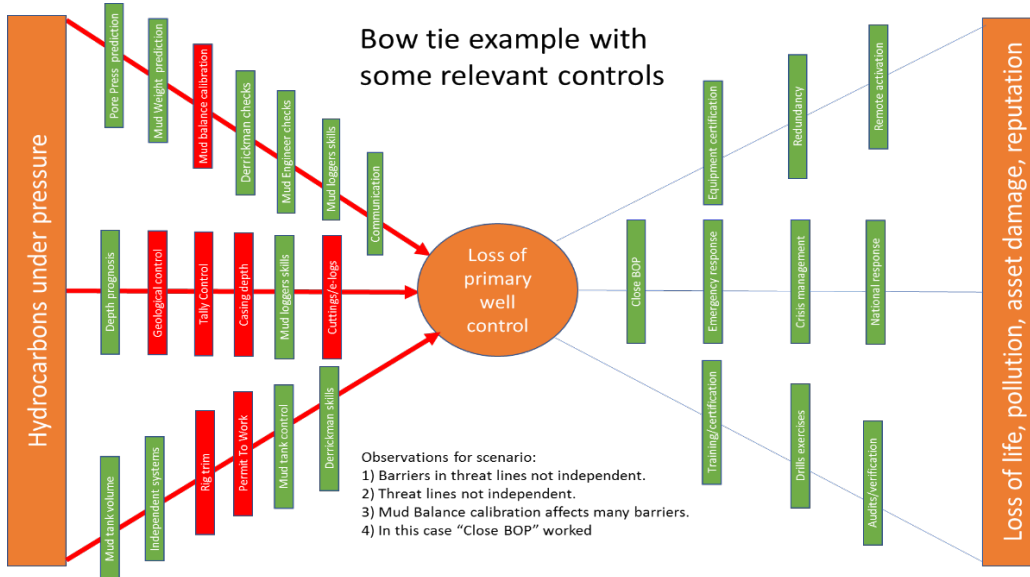 Bow tie example with
some relevant controls
Hydrocarbons under pressure
Pore Press prediction
Mud Weight prediction
Mud balance calibration
Derrickman checks
Mud Engineer checks
Mud loggers skills
Communication
Depth prognosis
Geological control
Tally Control
Casing depth
Mud loggers skills
Cuttings/e-logs
Mud tank volume
Independent systems
Rig trim
Permit To Work
Mud tank control
Derrickman skills
Loss of
primary
well
control
Close BOP
Equipment certification
Redundancy
Remote activation
Emergency response
Crisis management
National response
Training/certification
Drills exercises
Audits/verification
Loss of life, pollution, asset damage, reputation
Observations for scenario:
1) Barriers in threat lines not independent.
2) Threat lines not independent.
3) Mud Balance calibration affects many barriers.
4) In this case “Close BOP” worked